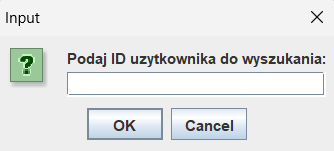 Input
Podaj ID uzytkownika do wyszukania:
OK
Cancel